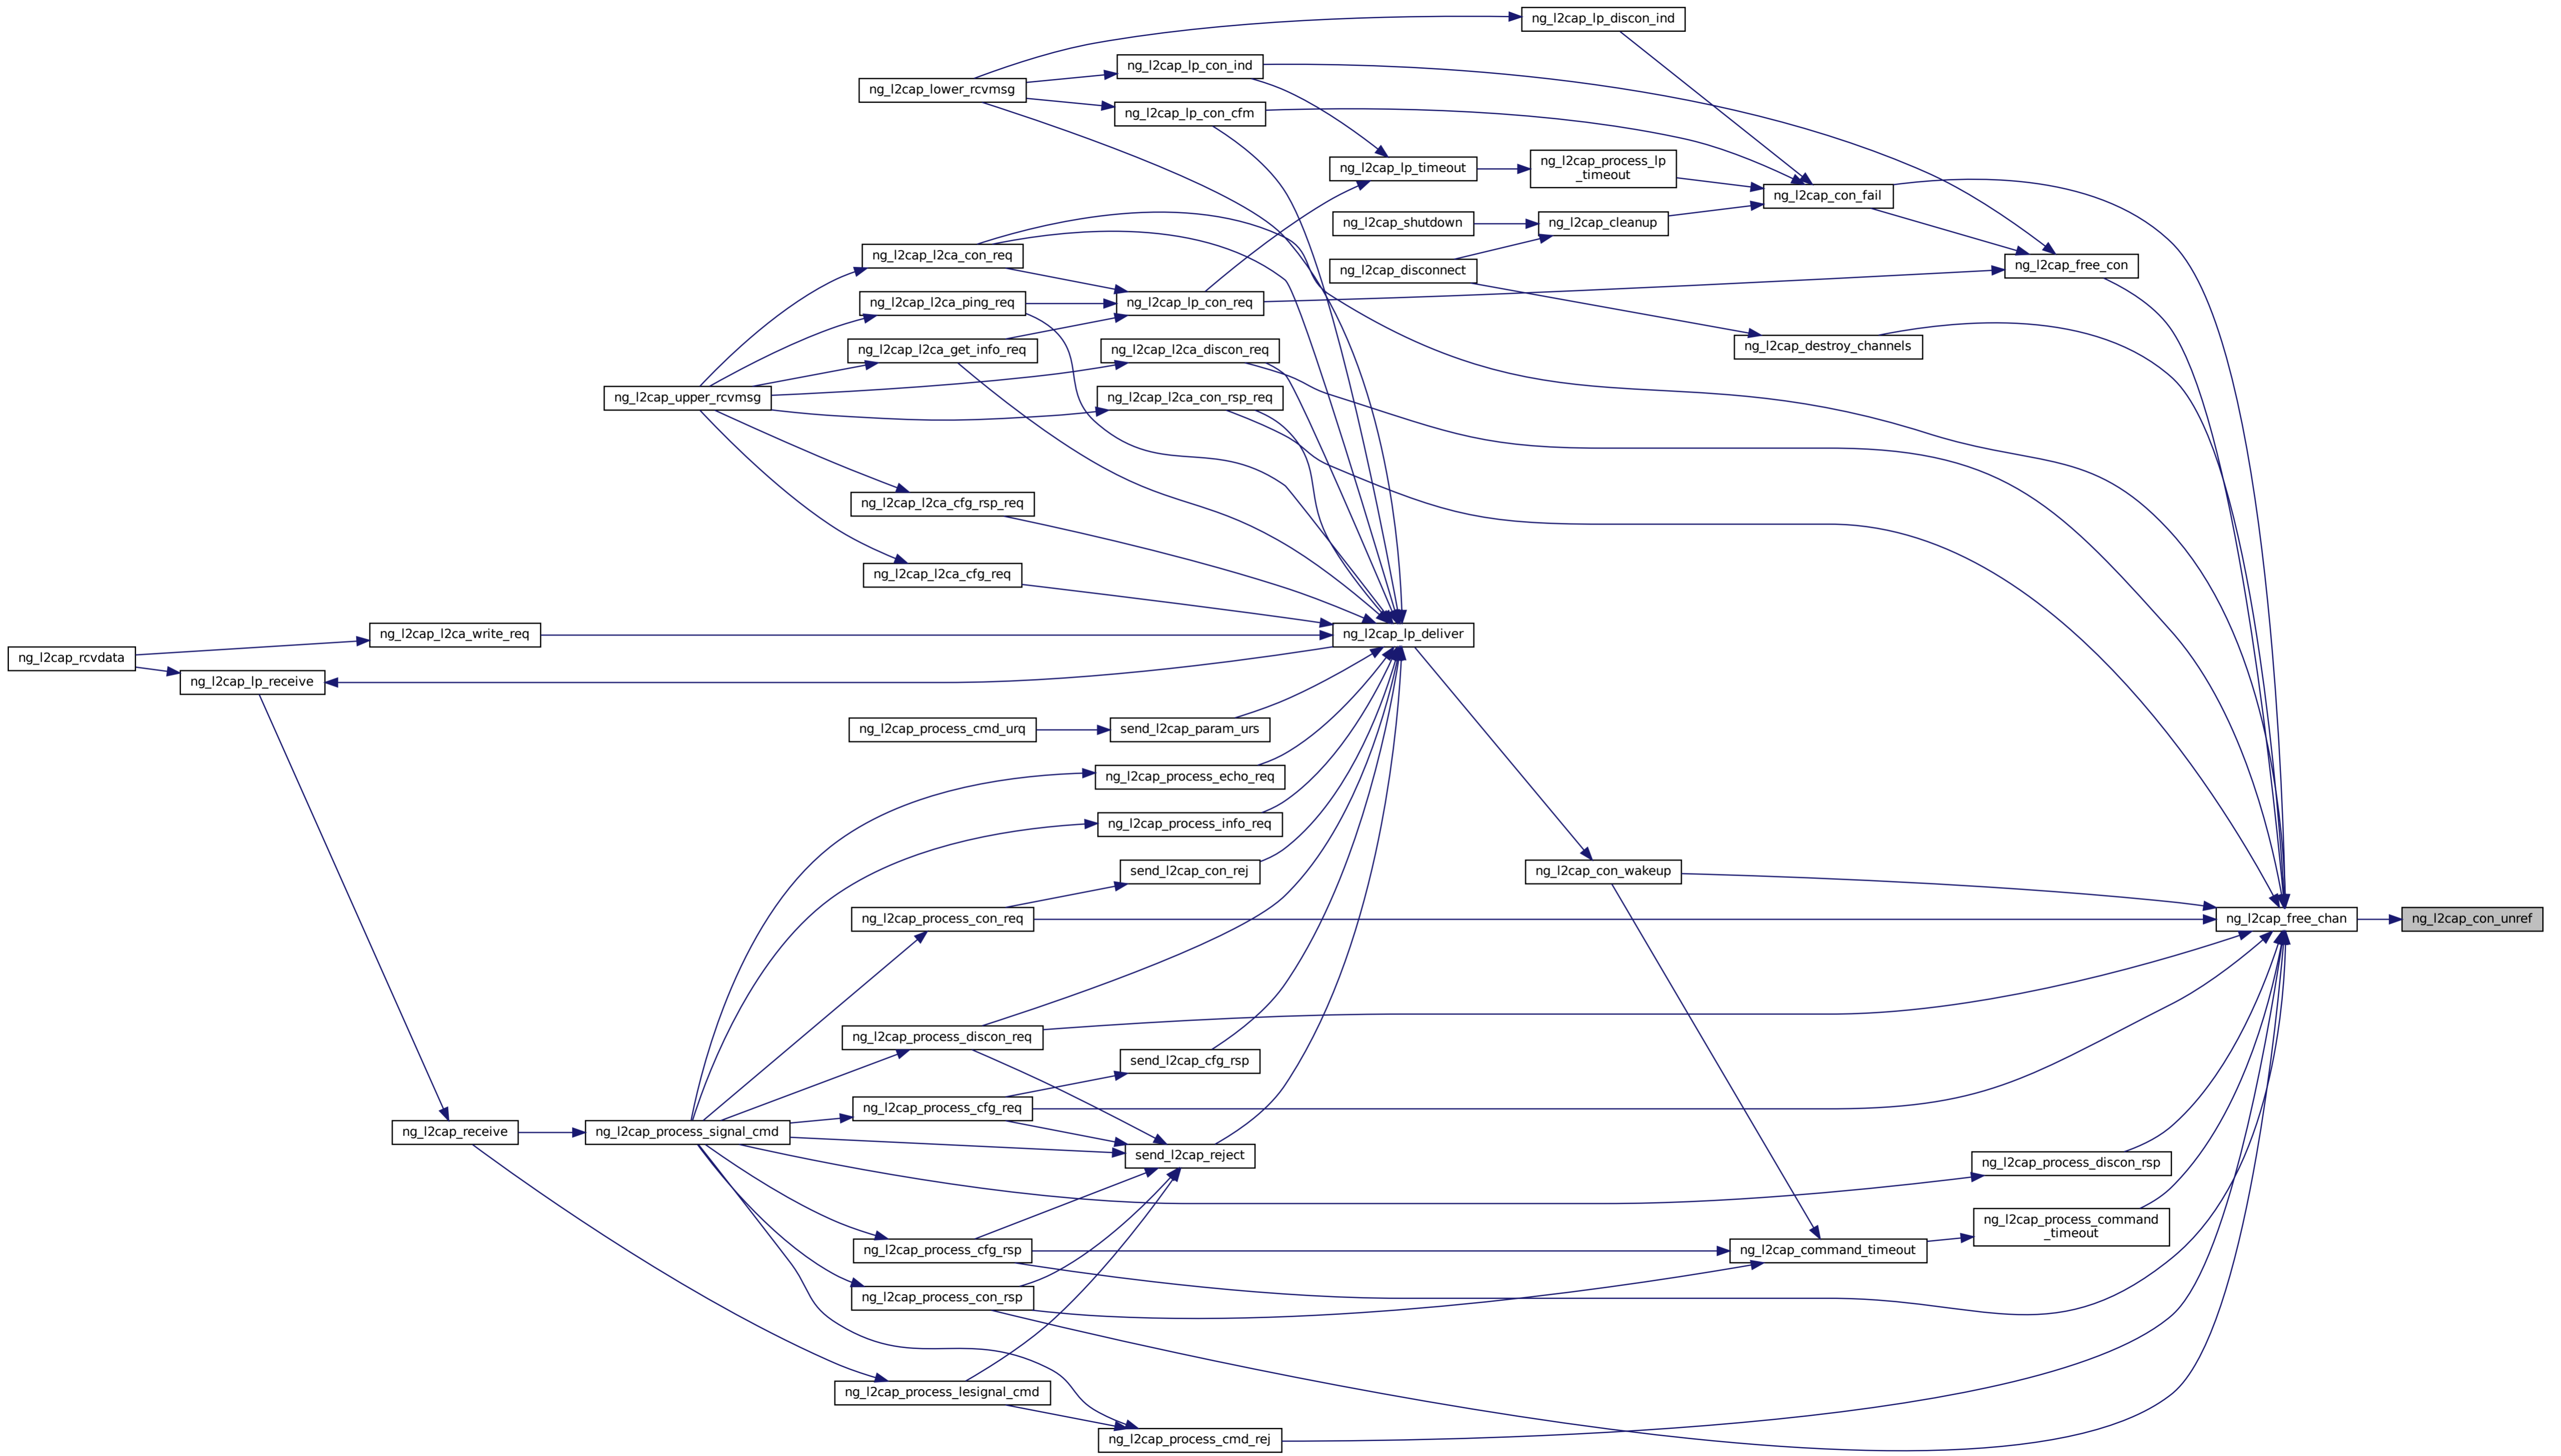 ng_l2cap_lp_discon_ind
ng_l2cap_lp_con_ind
ng_l2cap_lower_rcvmsg
ng_l2cap_lp_con_cfm
ng_l2cap_lp_timeout
ng_l2cap_process_lp
_timeout
ng_l2cap_con_fail
ng_l2cap_shutdown
ng_l2cap_cleanup
ng_l2cap_l2ca_con_req
ng_l2cap_disconnect
ng_l2cap_free_con
ng_l2cap_l2ca_ping_req
ng_l2cap_lp_con_req
ng_l2cap_l2ca_get_info_req
ng_l2cap_l2ca_discon_req
ng_l2cap_destroy_channels
ng_l2cap_upper_rcvmsg
ng_l2cap_l2ca_con_rsp_req
ng_l2cap_l2ca_cfg_rsp_req
ng_l2cap_l2ca_cfg_req
ng_l2cap_l2ca_write_req
ng_l2cap_lp_deliver
ng_l2cap_rcvdata
ng_l2cap_lp_receive
ng_l2cap_process_cmd_urq
send_l2cap_param_urs
ng_l2cap_process_echo_req
ng_l2cap_process_info_req
send_l2cap_con_rej
ng_l2cap_con_wakeup
ng_l2cap_process_con_req
ng_l2cap_free_chan
ng_l2cap_con_unref
ng_l2cap_process_discon_req
send_l2cap_cfg_rsp
ng_l2cap_process_cfg_req
ng_l2cap_receive
ng_l2cap_process_signal_cmd
send_l2cap_reject
ng_l2cap_process_discon_rsp
ng_l2cap_process_command
_timeout
ng_l2cap_process_cfg_rsp
ng_l2cap_command_timeout
ng_l2cap_process_con_rsp
ng_l2cap_process_lesignal_cmd
ng_l2cap_process_cmd_rej